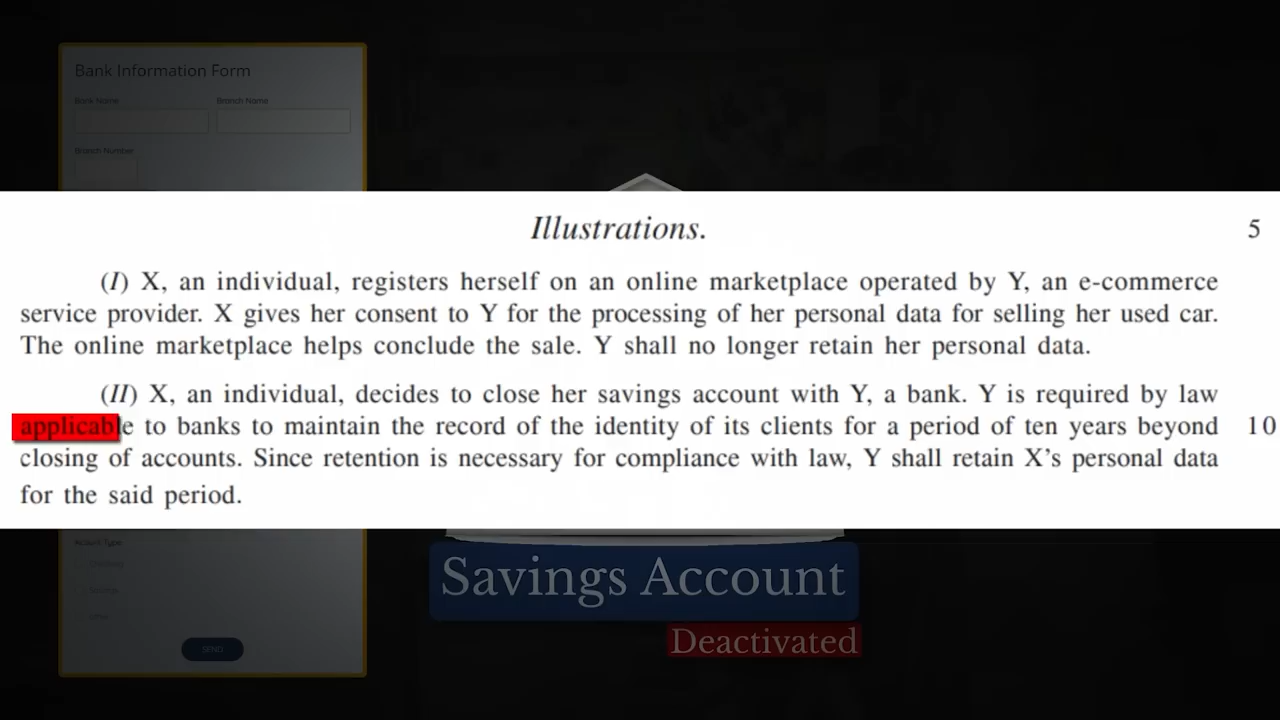 Bank Information Form
Bank Name Branch Name
Branch Number
Illustrations. 5
(I) X, an individual, registers herself on an online marketplace operated by Y, an e-commerce
service provider. X gives her consent to Y for the processing of her personal data for selling her used car.
The online marketplace helps conclude the sale. Y shall no longer retain her personal data.
(II) X, an individual, decides to close her savings account with Y, a bank. Y is required by law
applicable to banks to maintain the record of the identity of its clients for a period of ten years beyond 10
closing of accounts. Since retention is necessary for compliance with law, Y shall retain X’s personal data
for the said period.
Account Type
SEND
Savings Account
Deactivated